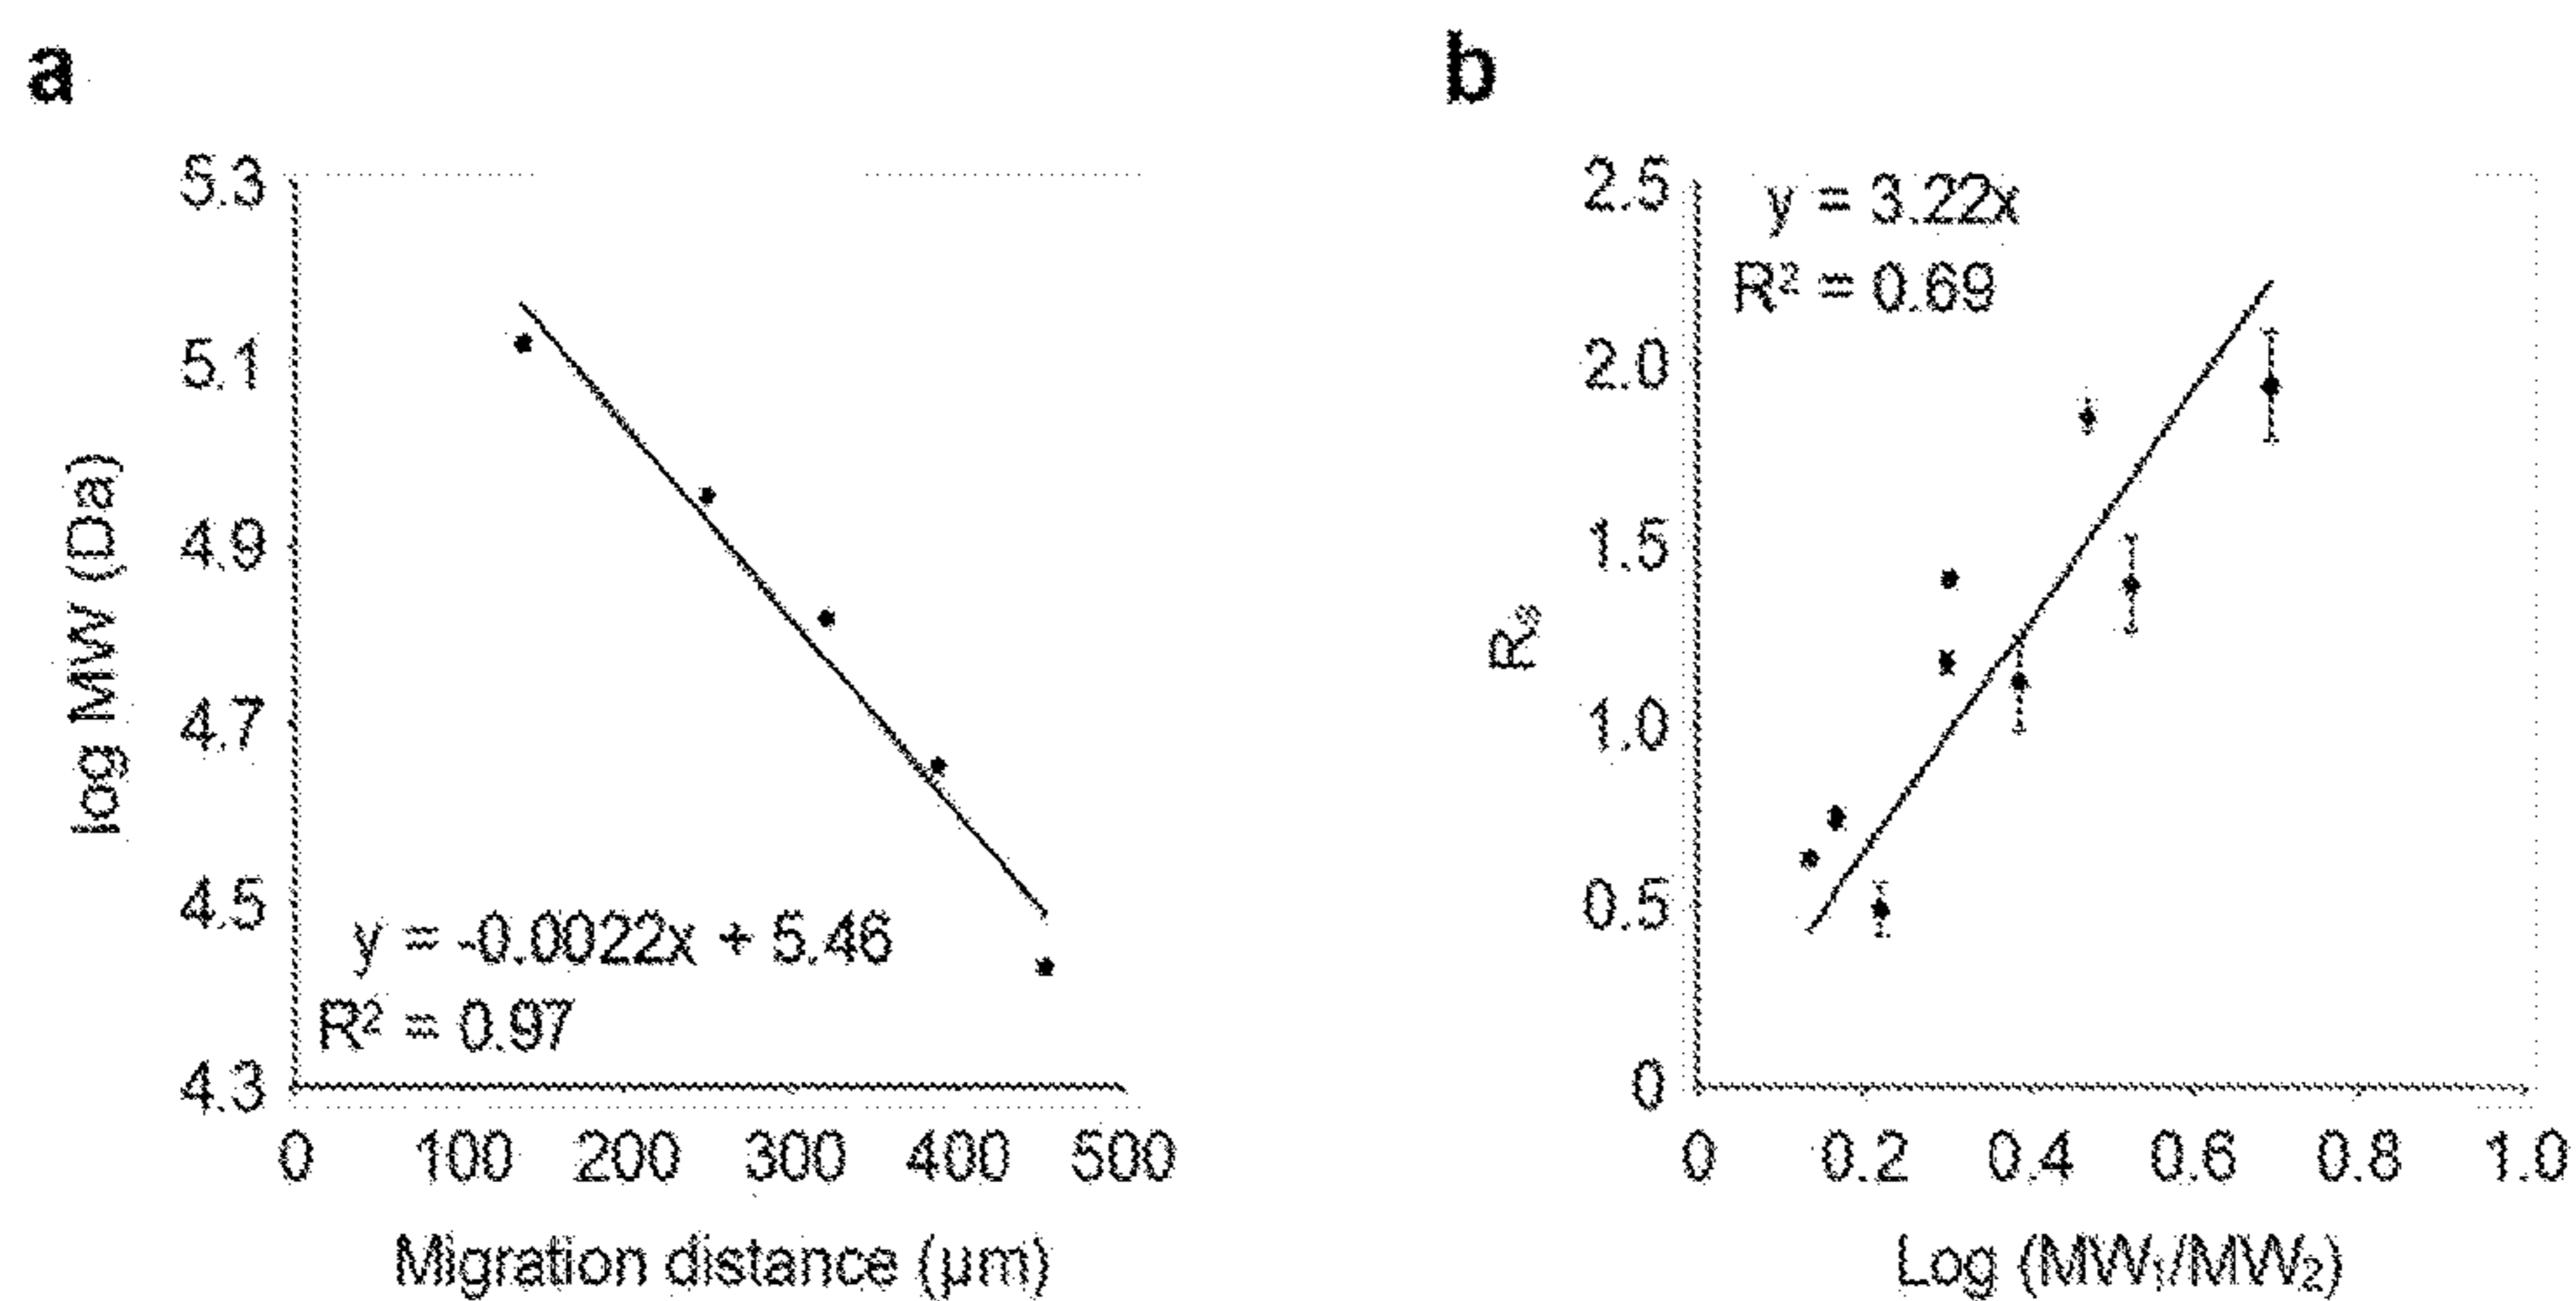 a
5.3
5.1
4.9
4.7
4.5
4.3
log MW (Da)
y = -0.0022x + 5.46
R² = 0.97
0 100 200 300 400 500
Migration distance (µm)
b
2.5
2.0
1.5
1.0
0.5
0
Rₛ
y = 3.22x
R² = 0.69
0 0.2 0.4 0.6 0.8 1.0
Log (MW₁/MW₂)